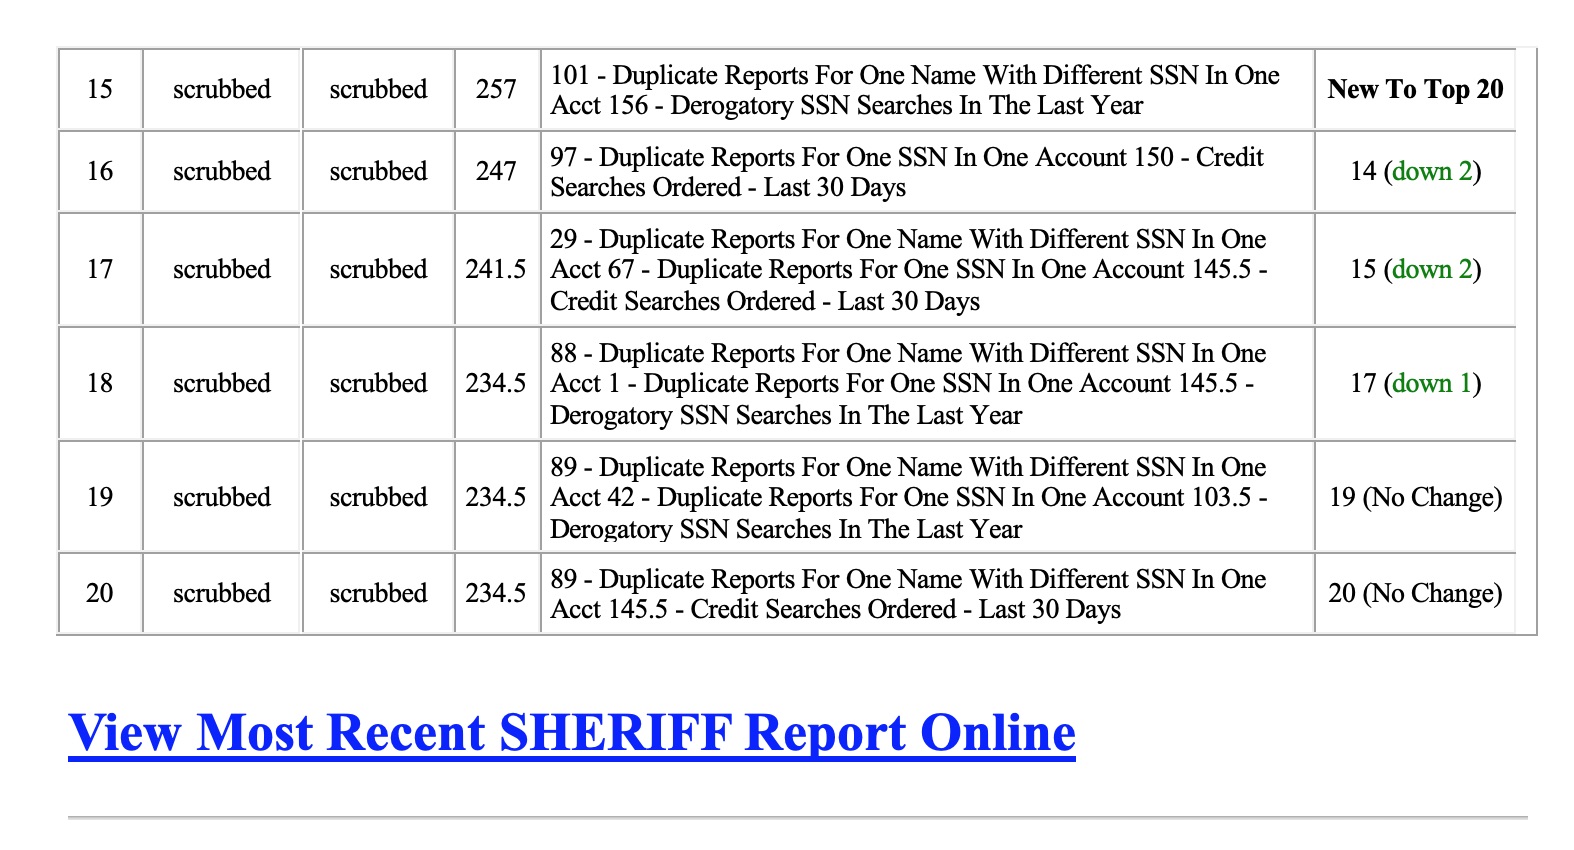 15 scrubbed scrubbed 257 101 - Duplicate Reports For One Name With Different SSN In One
Acct 156 - Derogatory SSN Searches In The Last Year New To Top 20
16 scrubbed scrubbed 247 97 - Duplicate Reports For One SSN In One Account 150 - Credit
Searches Ordered - Last 30 Days 14 (down 2)
17 scrubbed scrubbed 241.5 29 - Duplicate Reports For One Name With Different SSN In One
Acct 67 - Duplicate Reports For One SSN In One Account 145.5 -
Credit Searches Ordered - Last 30 Days 15 (down 2)
18 scrubbed scrubbed 234.5 88 - Duplicate Reports For One Name With Different SSN In One
Acct 1 - Duplicate Reports For One SSN In One Account 145.5 -
Derogatory SSN Searches In The Last Year 17 (down 1)
19 scrubbed scrubbed 234.5 89 - Duplicate Reports For One Name With Different SSN In One
Acct 42 - Duplicate Reports For One SSN In One Account 103.5 -
Derogatory SSN Searches In The Last Year 19 (No Change)
20 scrubbed scrubbed 234.5 89 - Duplicate Reports For One Name With Different SSN In One
Acct 145.5 - Credit Searches Ordered - Last 30 Days 20 (No Change)
View Most Recent SHERIFF Report Online